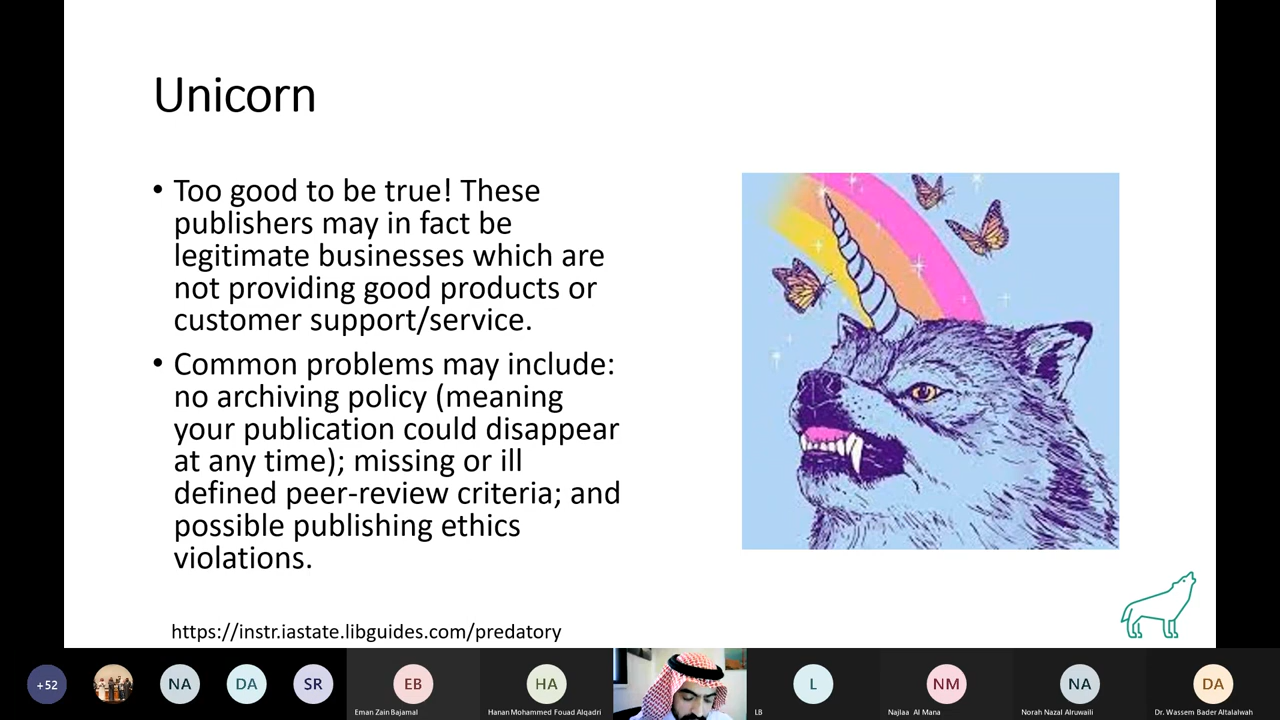 Unicorn
• Too good to be true! These
publishers may in fact be
legitimate businesses which are
not providing good products or
customer support/service.
• Common problems may include:
no archiving policy (meaning
your publication could disappear
at any time); missing or ill
defined peer-review criteria; and
possible publishing ethics
violations.
https://instr.iastate.libguides.com/predatory
+52
NA
DA
SR
EB
Eman Zain Bajamal
HA
Hanan Mohammed Fouad Alqadri
L
LB
NM
Najlaa Al Mana
NA
Norah Nazal Alruwaili
DA
Dr. Wassem Bader Altalalwah